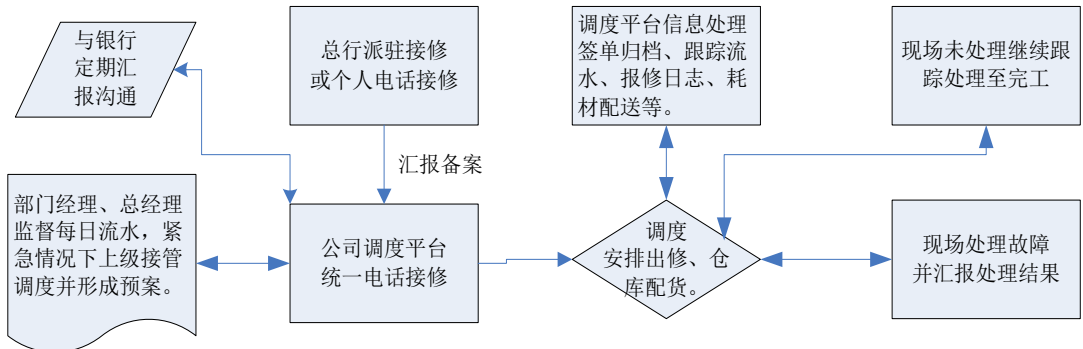 与银行
定期汇
报沟通
总行派驻接修
或个人电话接修
调度平台信息处理
签单归档、跟踪流
水、报修日志、耗
材配送等。
现场未处理继续跟
踪处理至完工
汇报备案
部门经理、总经理
监督每日流水，紧
急情况下上级接管
调度并形成预案。
公司调度平台
统一电话接修
调度
安排出修、仓
库配货。
现场处理故障
并汇报处理结果